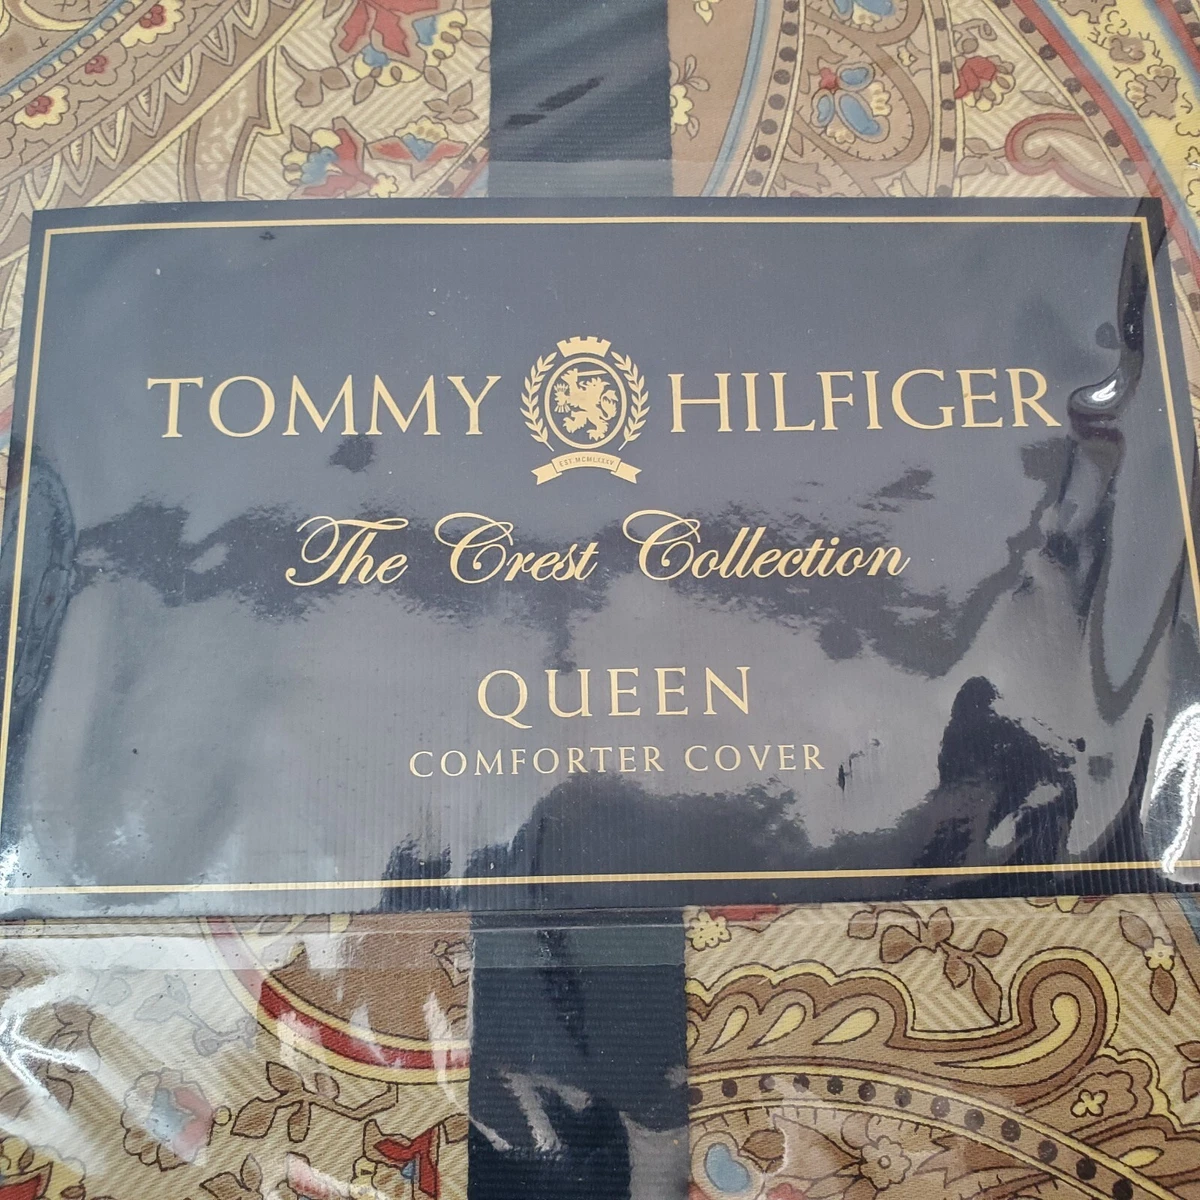 TOMMY HILFIGER
EST. MCMLXXXV
The Crest Collection
QUEEN
COMFORTER COVER